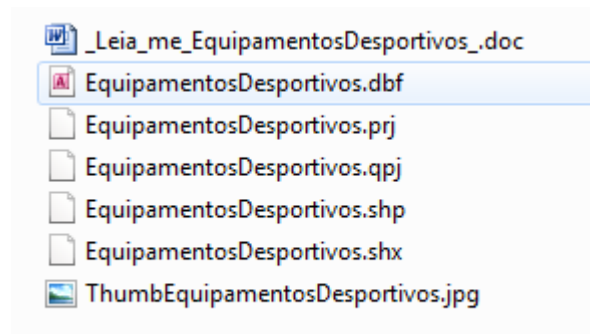 _Leia_me_EquipamentosDesportivos_.doc
EquipamentosDesportivos.dbf
EquipamentosDesportivos.prj
EquipamentosDesportivos.qpj
EquipamentosDesportivos.shp
EquipamentosDesportivos.shx
ThumbEquipamentosDesportivos.jpg